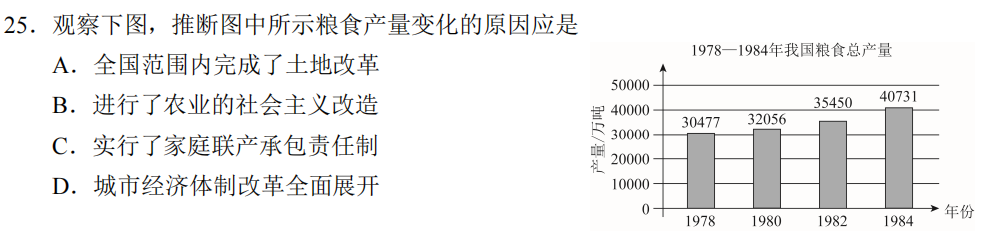 25．观察下图，推断图中所示粮食产量变化的原因应是
A．全国范围内完成了土地改革
B．进行了农业的社会主义改造
C．实行了家庭联产承包责任制
D．城市经济体制改革全面展开
1978—1984年我国粮食总产量
产量/万吨
50000
40000
30000
20000
10000
0
30477
32056
35450
40731
1978
1980
1982
1984
年份